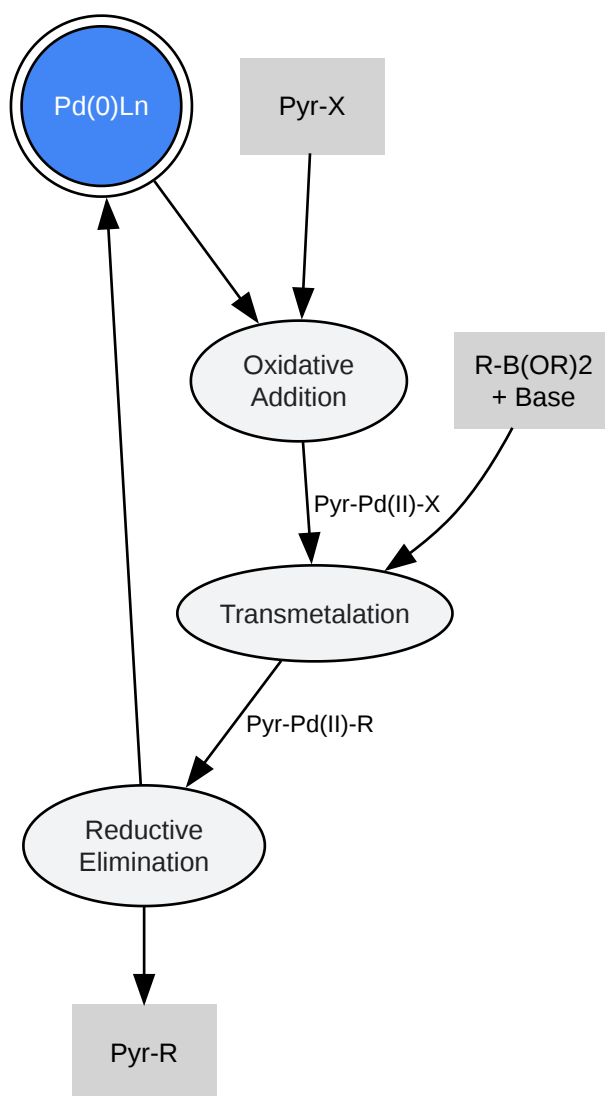 Pd(0)Ln
Pyr-X
Oxidative
Addition
R-B(OR)2
+ Base
Pyr-Pd(II)-X
Transmetalation
Pyr-Pd(II)-R
Reductive
Elimination
Pyr-R